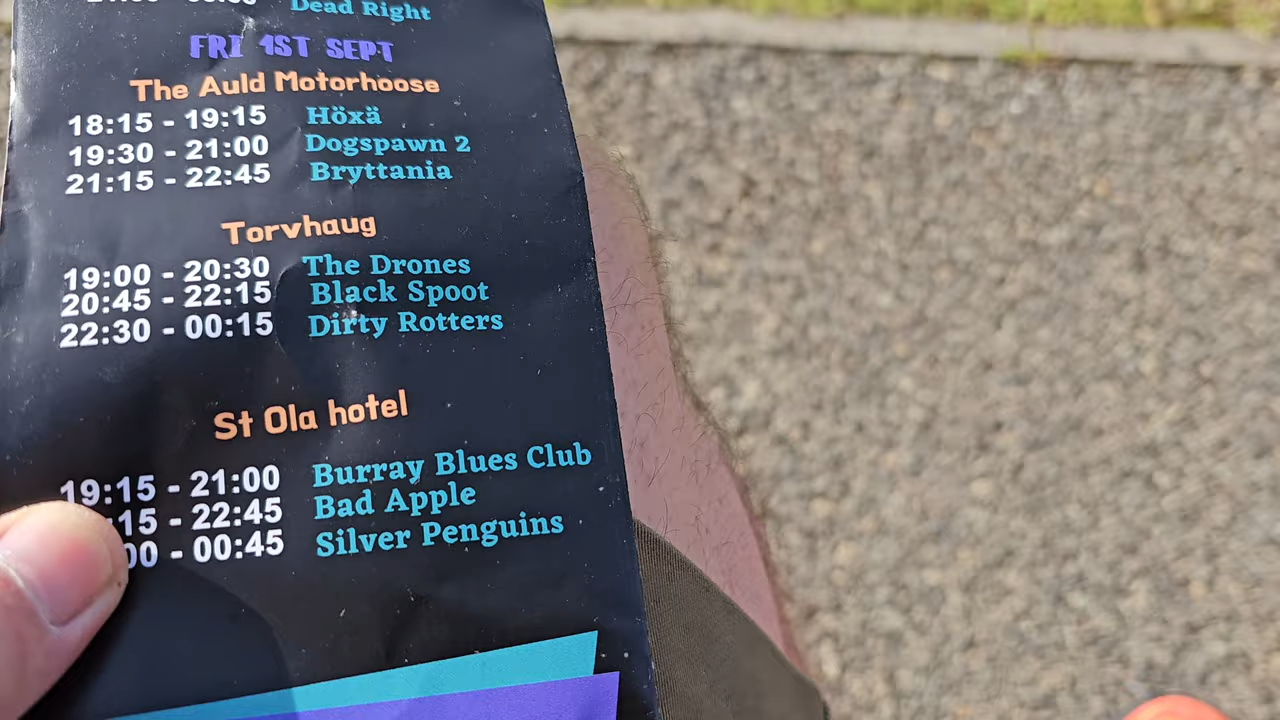 Dead Right
FRI 1ST SEPT
The Auld Motorhoose
18:15 - 19:15 Höxä
19:30 - 21:00 Dogspawn 2
21:15 - 22:45 Bryttania
Torvhaug
19:00 - 20:30 The Drones
20:45 - 22:15 Black Spoot
22:30 - 00:15 Dirty Rotters
St Ola hotel
19:15 - 21:00 Burray Blues Club
:15 - 22:45 Bad Apple
00 - 00:45 Silver Penguins